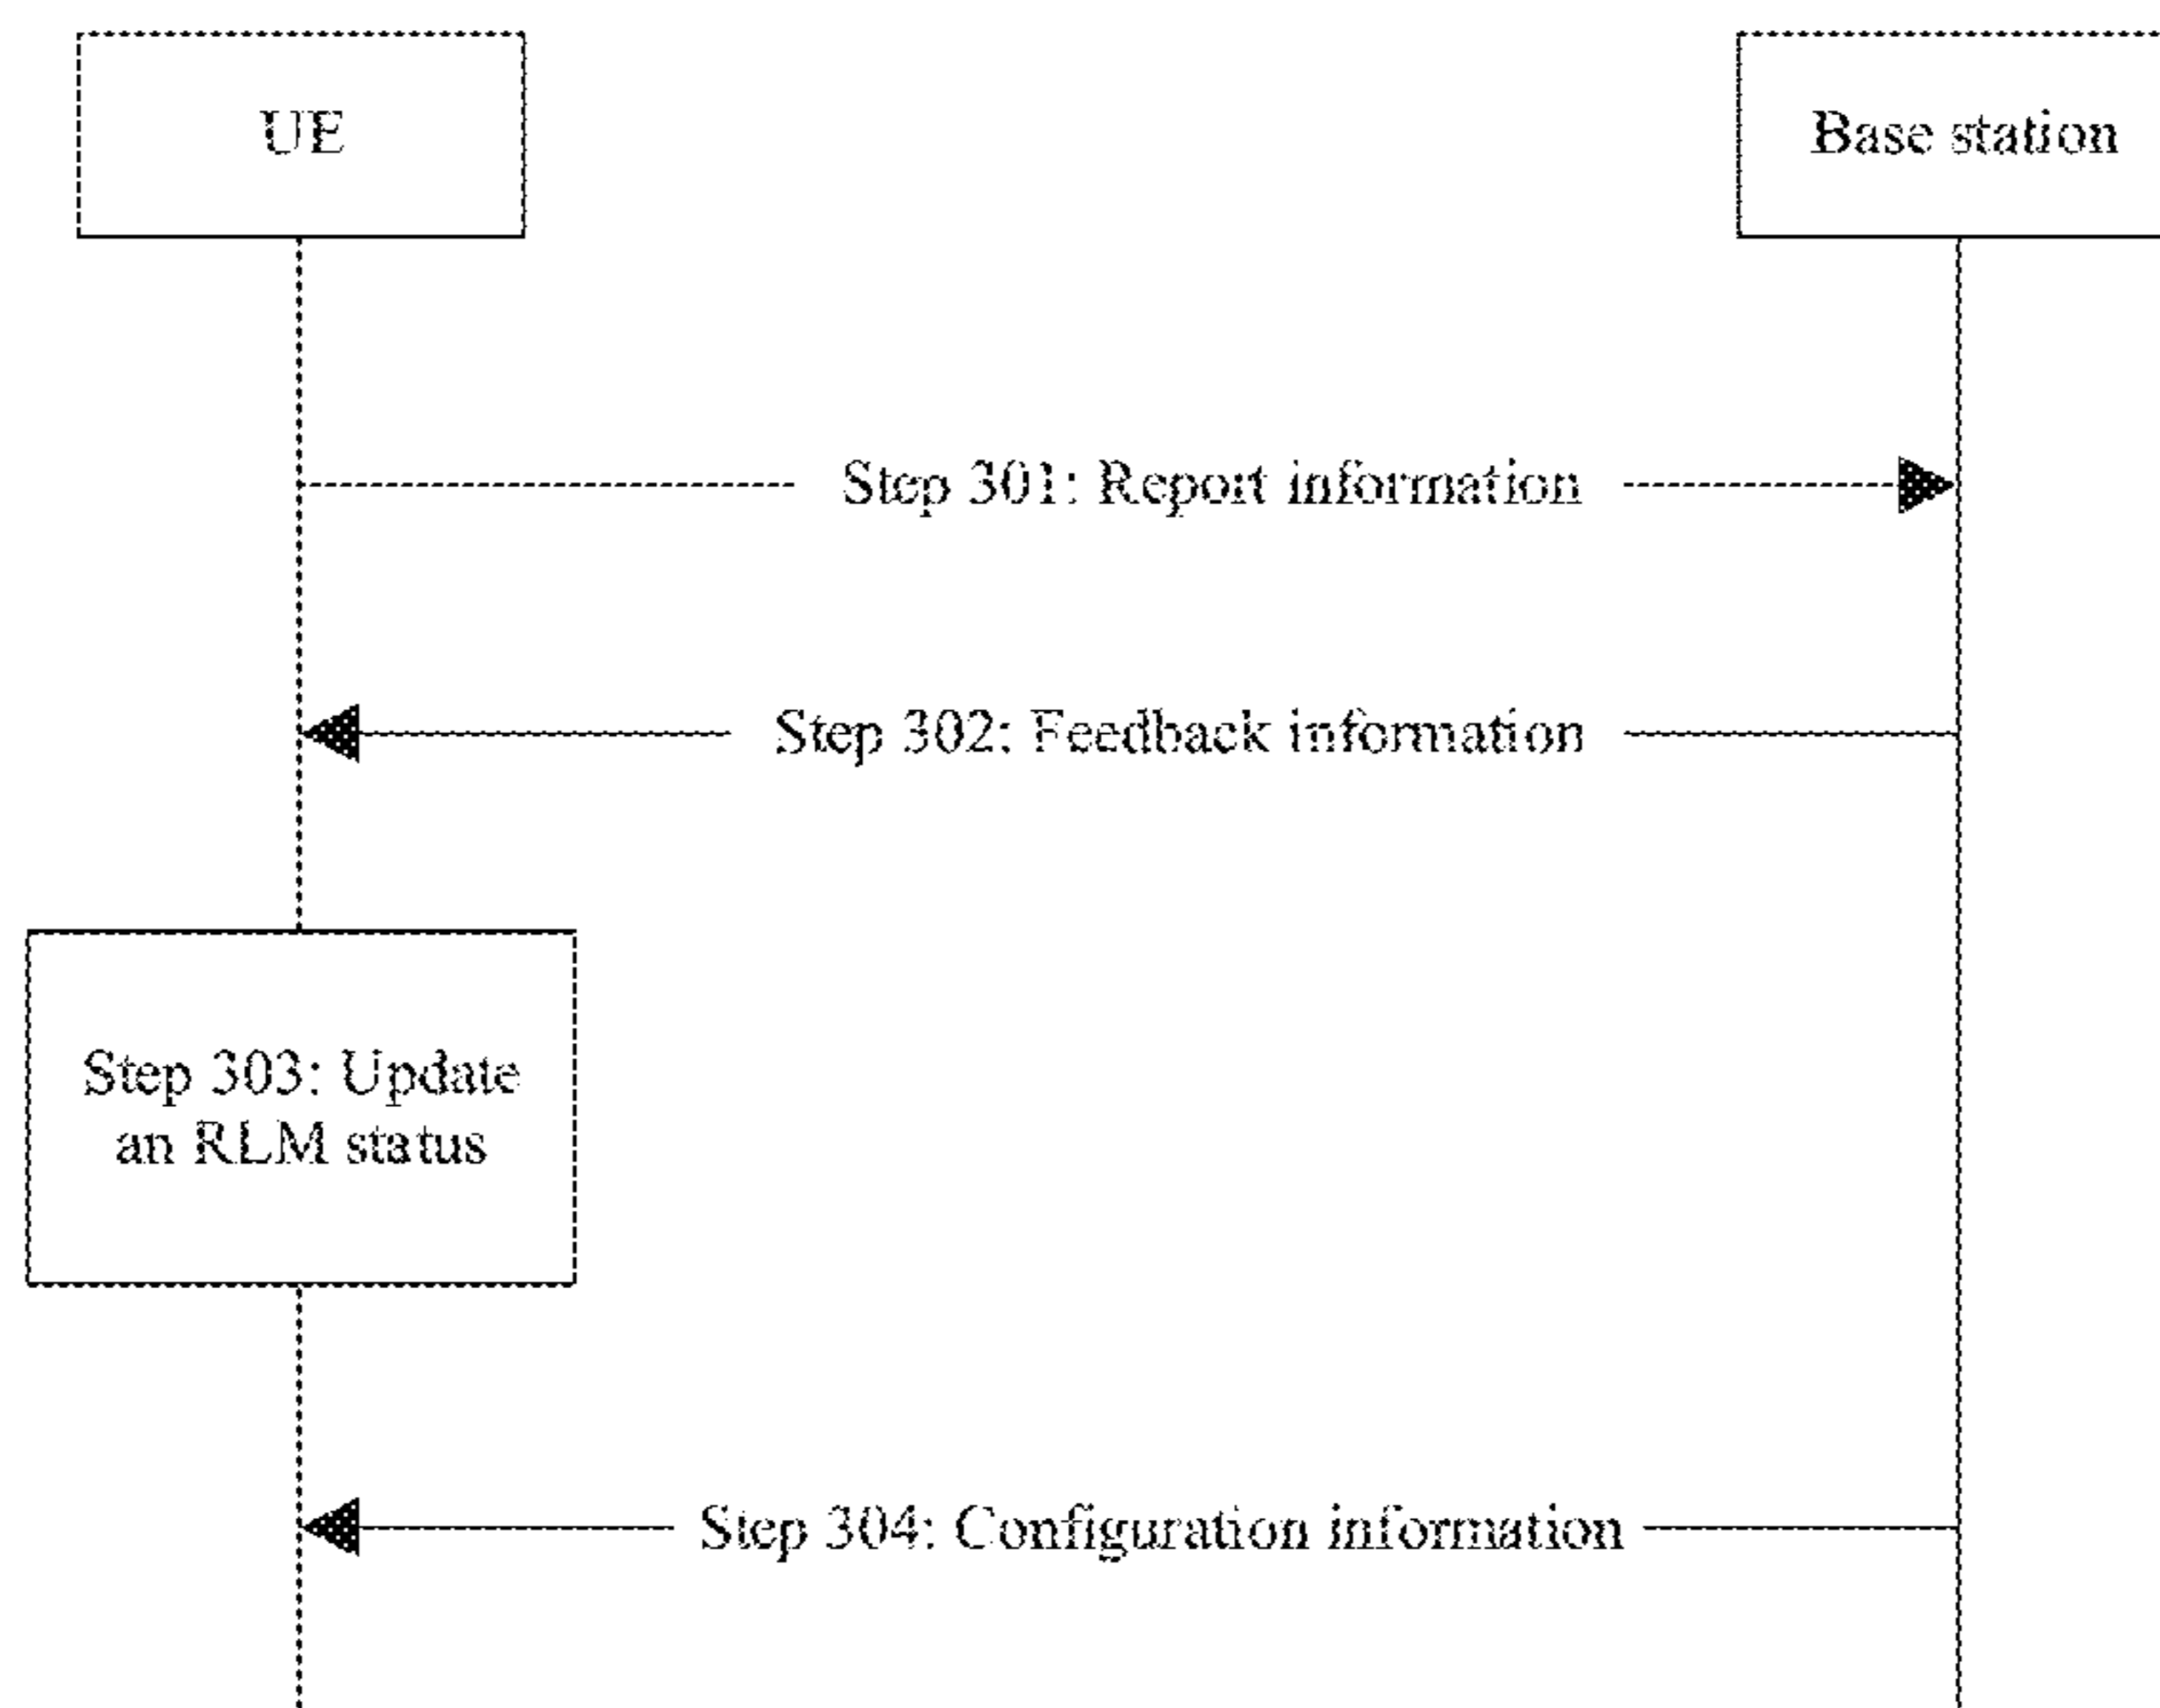 UE
Base station
Step 301: Report information
Step 302: Feedback information
Step 303: Update
an RLM status
Step 304: Configuration information